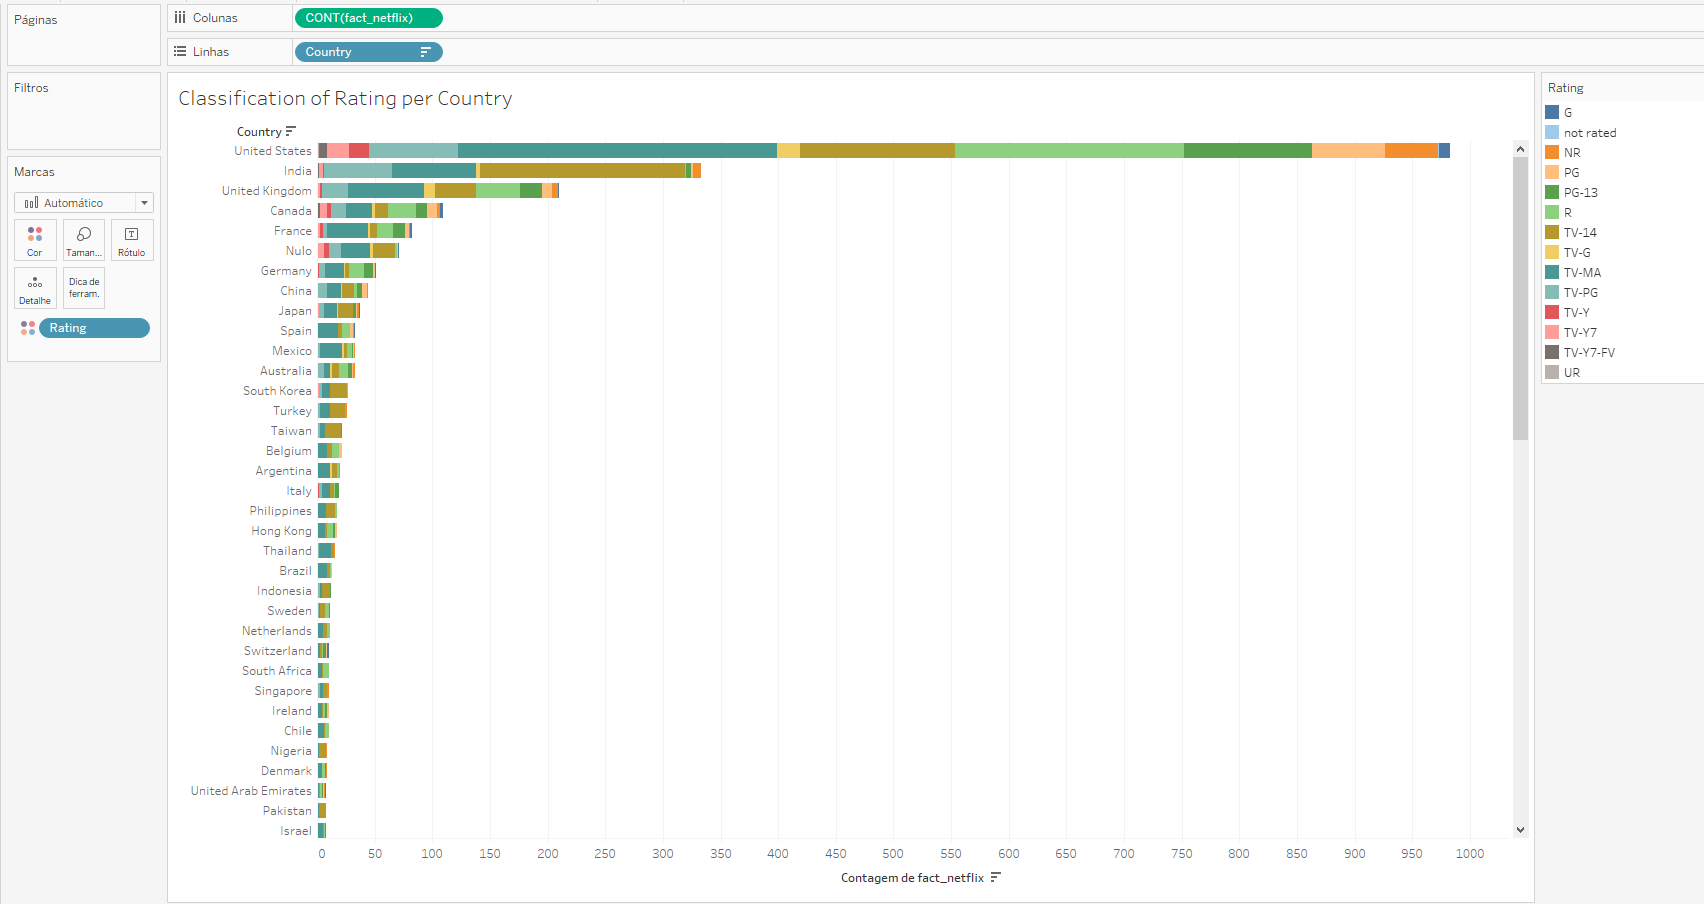 Páginas
Colunas
CONT(fact_netflix)
Linhas
Country
Filtros
Marcas
Automático
Cor
Taman...
Rótulo
Detalhe
Dica de
ferram.
Rating
Classification of Rating per Country
Country
United States
India
United Kingdom
Canada
France
Nulo
Germany
China
Japan
Spain
Mexico
Australia
South Korea
Turkey
Taiwan
Belgium
Argentina
Italy
Philippines
Hong Kong
Thailand
Brazil
Indonesia
Sweden
Netherlands
Switzerland
South Africa
Singapore
Ireland
Chile
Nigeria
Denmark
United Arab Emirates
Pakistan
Israel
0 50 100 150 200 250 300 350 400 450 500 550 600 650 700 750 800 850 900 950 1000
Contagem de fact_netflix
Rating
G
not rated
NR
PG
PG-13
R
TV-14
TV-G
TV-MA
TV-PG
TV-Y
TV-Y7
TV-Y7-FV
UR